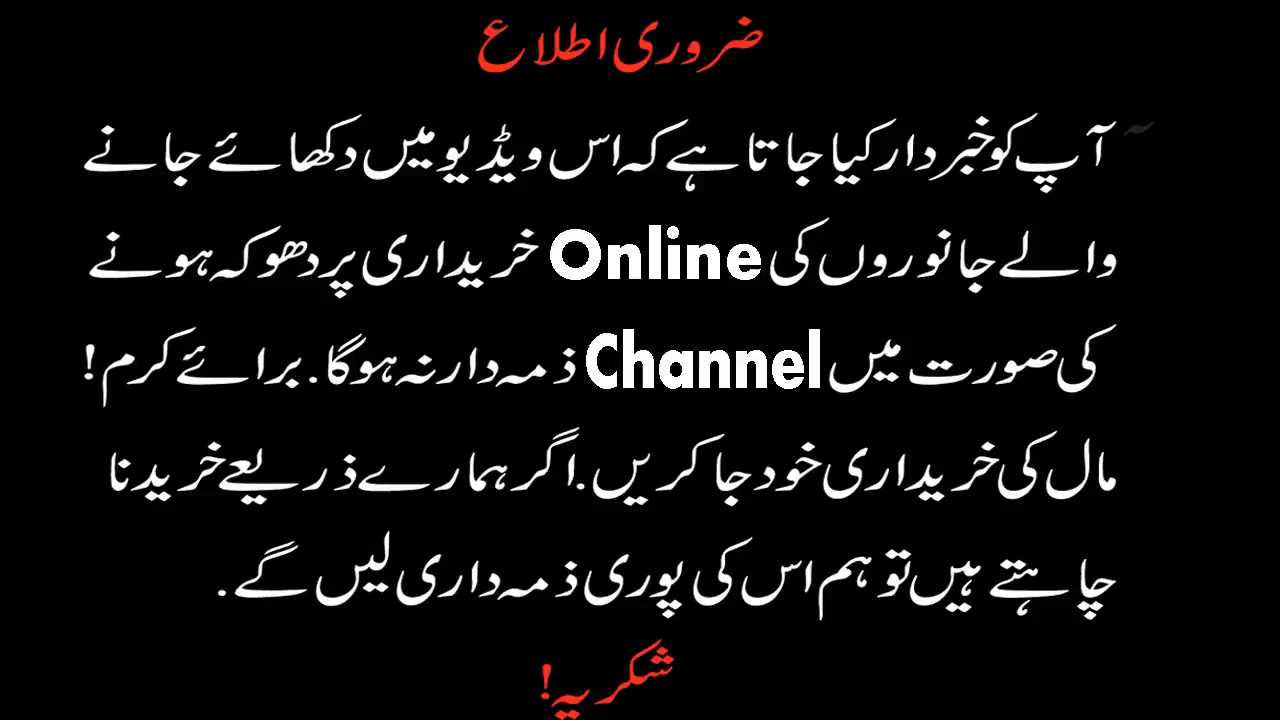 ضروری اطلاع
آپ کو خبردار کیا جاتا ہے کہ اس ویڈیو میں دکھائے جانے
والے جانوروں کی Online خریداری پر دھوکہ ہونے
کی صورت میں Channel ذمہ دار نہ ہوگا. برائے کرم!
مال کی خریداری خود جا کریں. اگر ہمارے ذریعے خریدنا
چاہتے ہیں تو ہم اس کی پوری ذمہ داری لیں گے.
شکریہ!